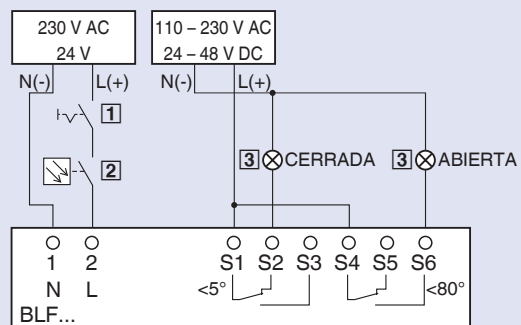 230 V AC 110 – 230 V AC
24 V 24 – 48 V DC
N(-) L(+) N(-) L(+)
1
2 3 CERRADA 3 ABIERTA
1 2 S1 S2 S3 S4 S5 S6
N L <5° <80°
BLF...